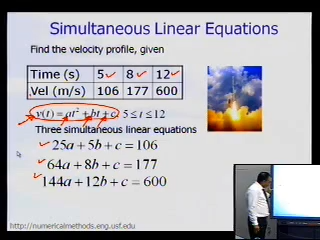 Simultaneous Linear Equations
Find the velocity profile, given
Time (s) 5 8 12
Vel (m/s) 106 177 600
v(t) = at² + bt + c, 5 ≤ t ≤ 12
Three simultaneous linear equations
25a + 5b + c = 106
64a + 8b + c = 177
144a + 12b + c = 600
http://numericalmethods.eng.usf.edu